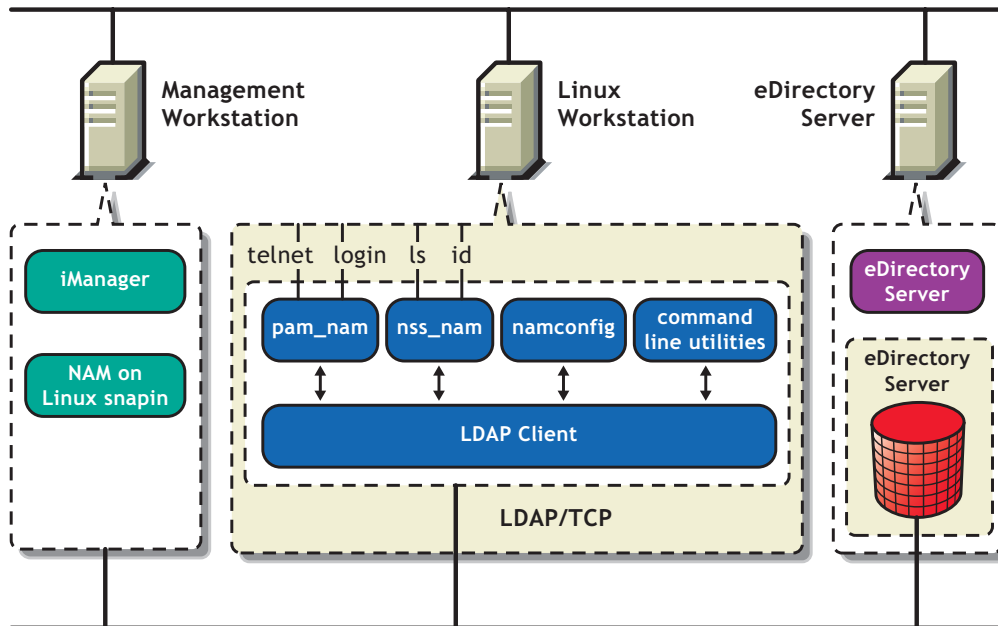 Management
Workstation
Linux
Workstation
eDirectory
Server
iManager
NAM on
Linux snapin
telnet
login
ls
id
pam_nam
nss_nam
namconfig
command
line utilities
LDAP Client
LDAP/TCP
eDirectory
Server
eDirectory
Server